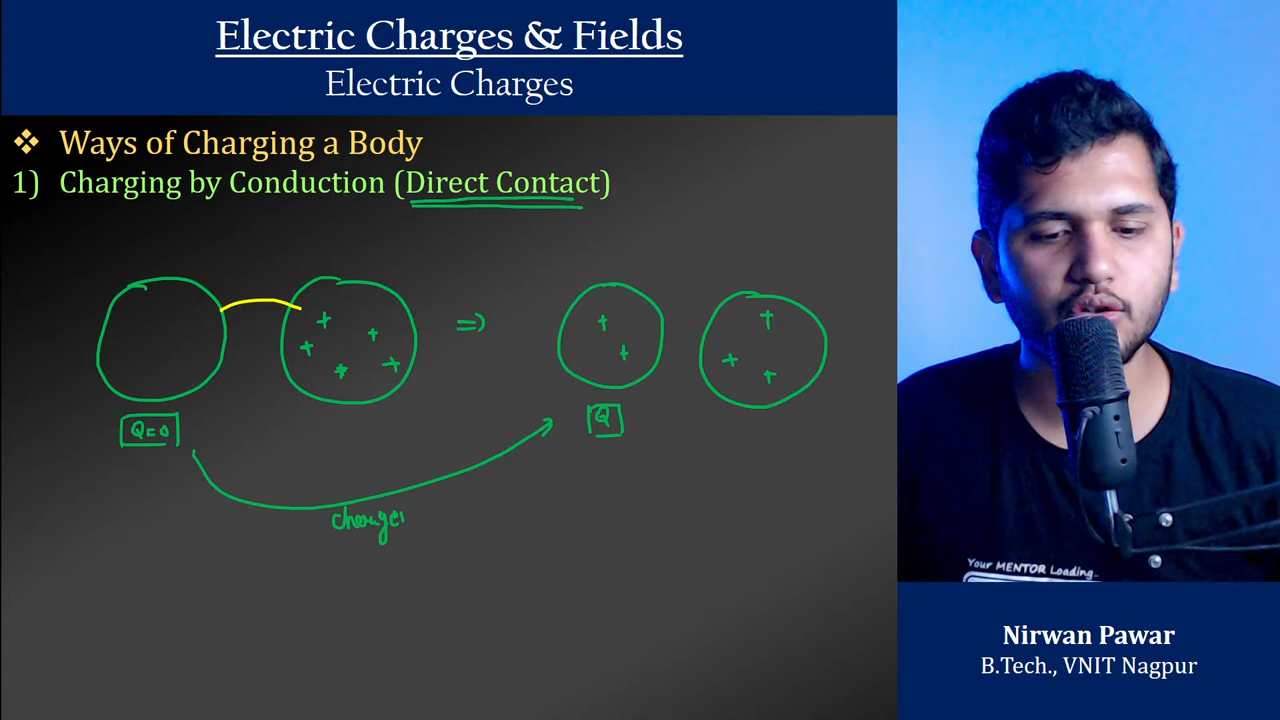 Electric Charges & Fields
Electric Charges
❖ Ways of Charging a Body
1) Charging by Conduction (Direct Contact)
+ + + + +
⇒
+ +
+ + +
Q=0
Q
Your MENTOR Loading..
Nirwan Pawar
B.Tech., VNIT Nagpur